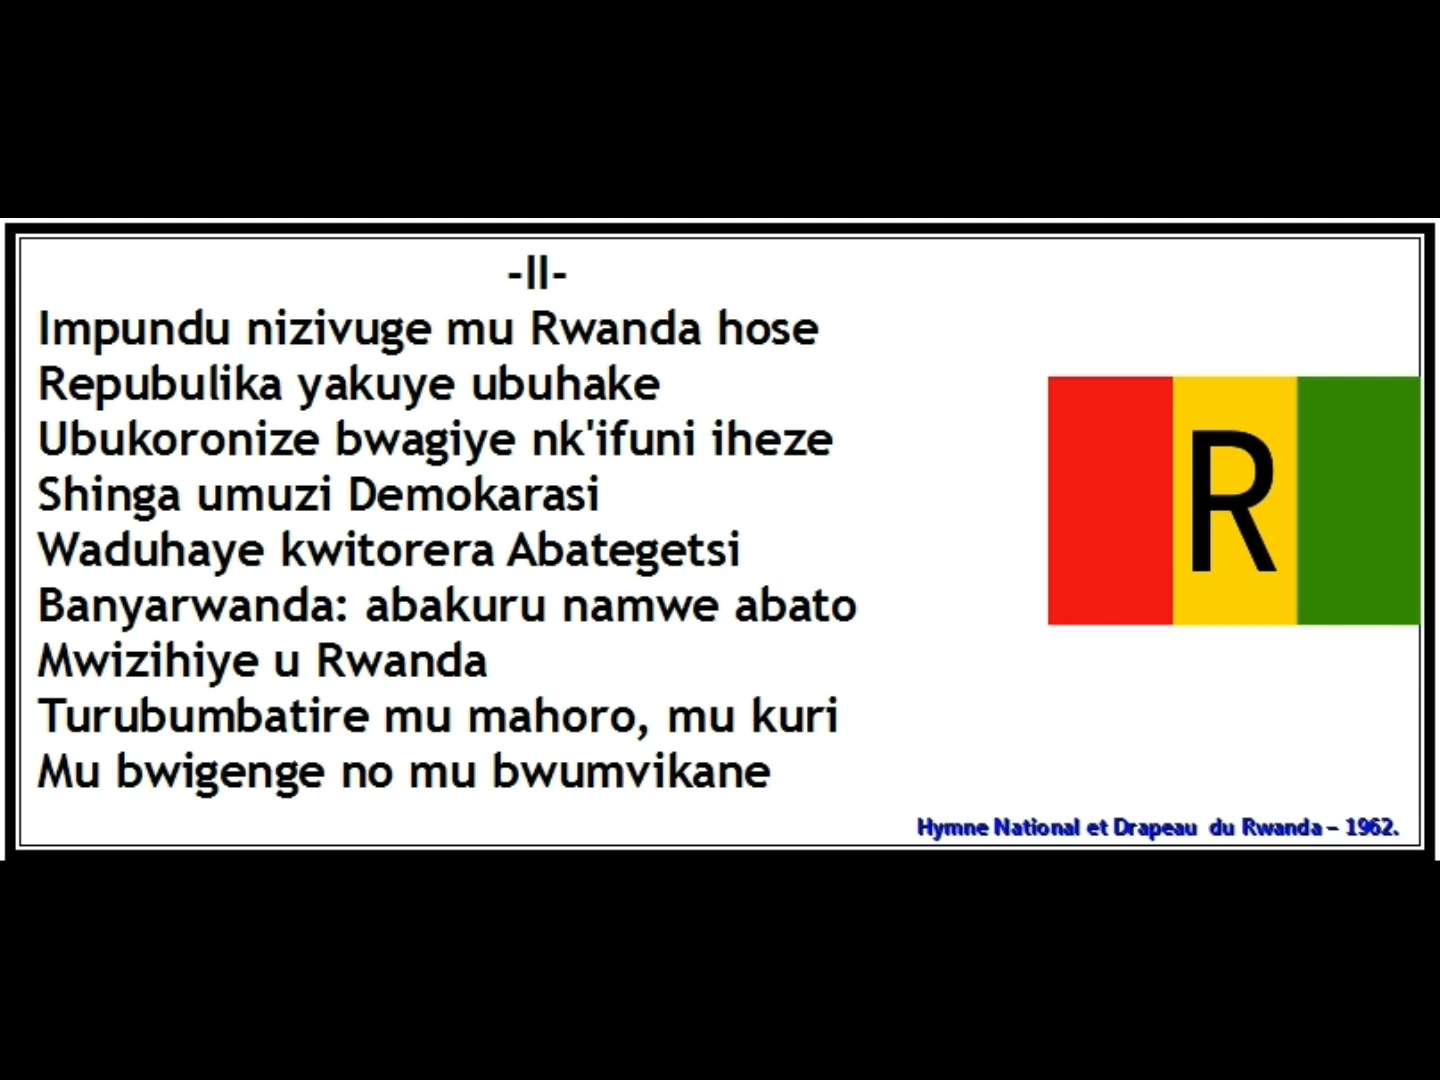 -II-
Impundu nizivuge mu Rwanda hose
Repubulika yakuye ubuhake
Ubukoronize bwagiye nk'ifuni iheze
Shinga umuzi Demokarasi
Waduhaye kwitorera Abategetsi
Banyarwanda: abakuru namwe abato
Mwizihiye u Rwanda
Turubumbatire mu mahoro, mu kuri
Mu bwigenge no mu bwumvikane
R
Hymne National et Drapeau du Rwanda – 1962.